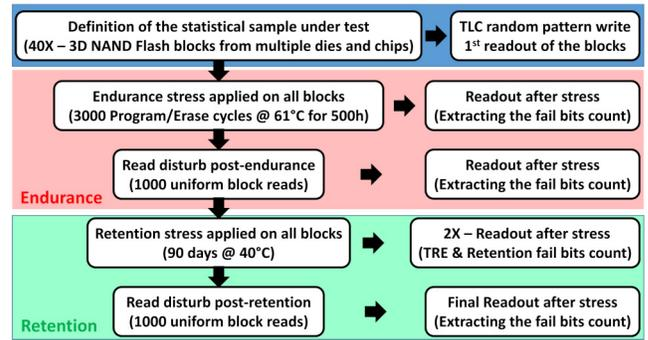 Definition of the statistical sample under test
(40X – 3D NAND Flash blocks from multiple dies and chips)
TLC random pattern write
1st readout of the blocks
Endurance stress applied on all blocks
(3000 Program/Erase cycles @ 61°C for 500h)
Readout after stress
(Extracting the fail bits count)
Read disturb post-endurance
(1000 uniform block reads)
Readout after stress
(Extracting the fail bits count)
Endurance
Retention stress applied on all blocks
(90 days @ 40°C)
2X – Readout after stress
(TRE & Retention fail bits count)
Read disturb post-retention
(1000 uniform block reads)
Final Readout after stress
(Extracting the fail bits count)
Retention